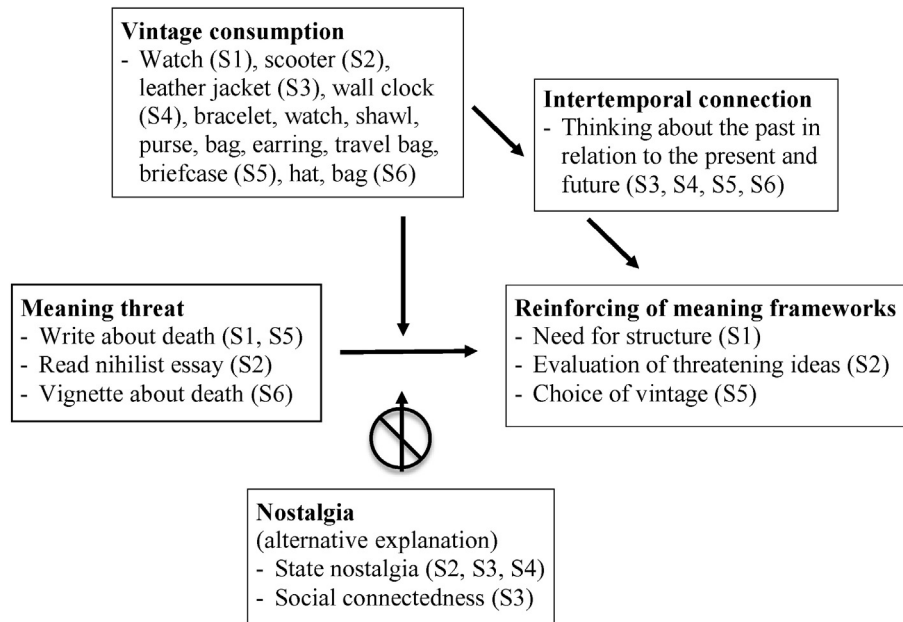 Vintage consumption
- Watch (S1), scooter (S2),
leather jacket (S3), wall clock
(S4), bracelet, watch, shawl,
purse, bag, earring, travel bag,
briefcase (S5), hat, bag (S6)
Intertemporal connection
- Thinking about the past in
relation to the present and
future (S3, S4, S5, S6)
Meaning threat
- Write about death (S1, S5)
- Read nihilist essay (S2)
- Vignette about death (S6)
Reinforcing of meaning frameworks
- Need for structure (S1)
- Evaluation of threatening ideas (S2)
- Choice of vintage (S5)
Nostalgia
(alternative explanation)
- State nostalgia (S2, S3, S4)
- Social connectedness (S3)